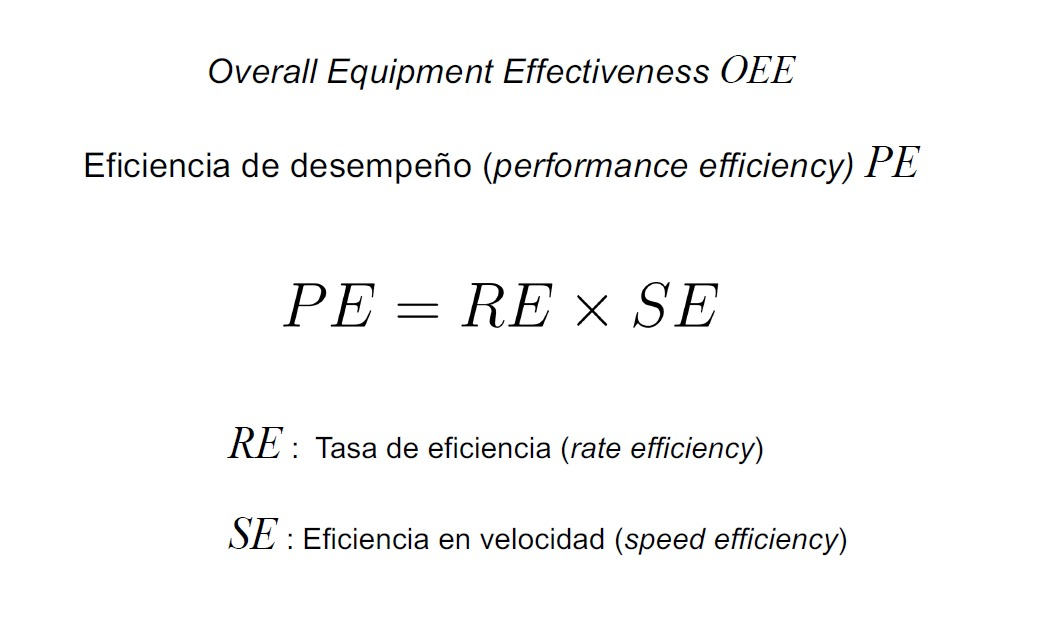 Overall Equipment Effectiveness OEE
Eficiencia de desempeño (performance efficiency) PE
PE = RE × SE
RE : Tasa de eficiencia (rate efficiency)
SE : Eficiencia en velocidad (speed efficiency)